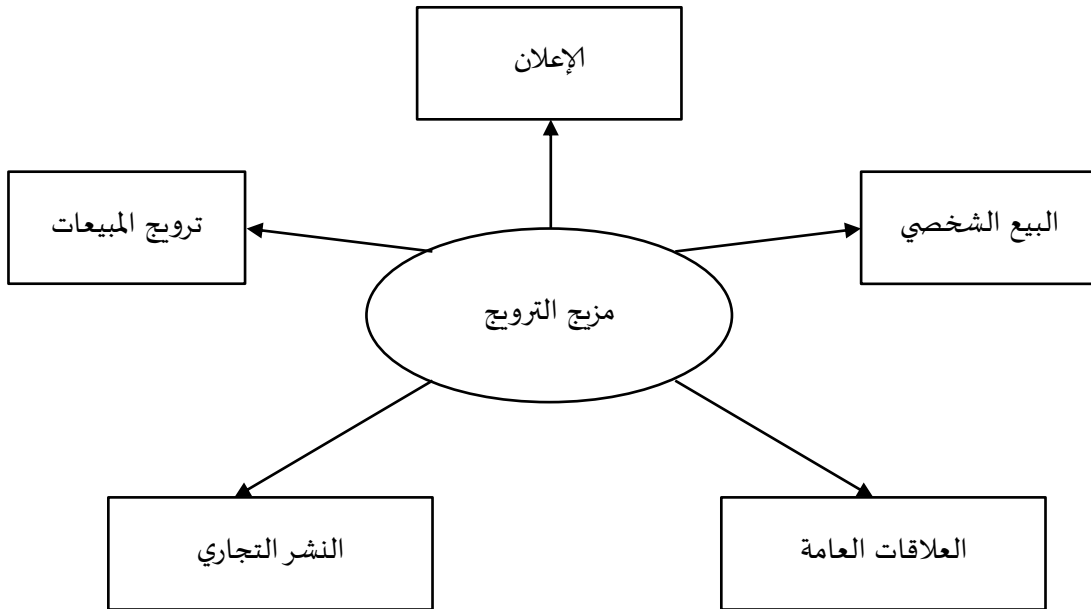 الإعلان
البيع الشخصي
ترويج المبيعات
مزيج الترويج
العلاقات العامة
النشر التجاري